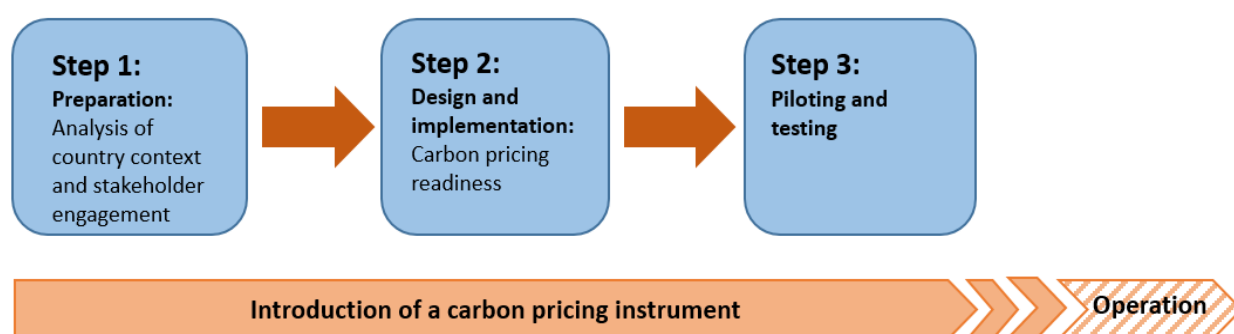 Step 1:
Preparation:
Analysis of
country context
and stakeholder
engagement
Step 2:
Design and
implementation:
Carbon pricing
readiness
Step 3:
Piloting and
testing
Introduction of a carbon pricing instrument
Operation